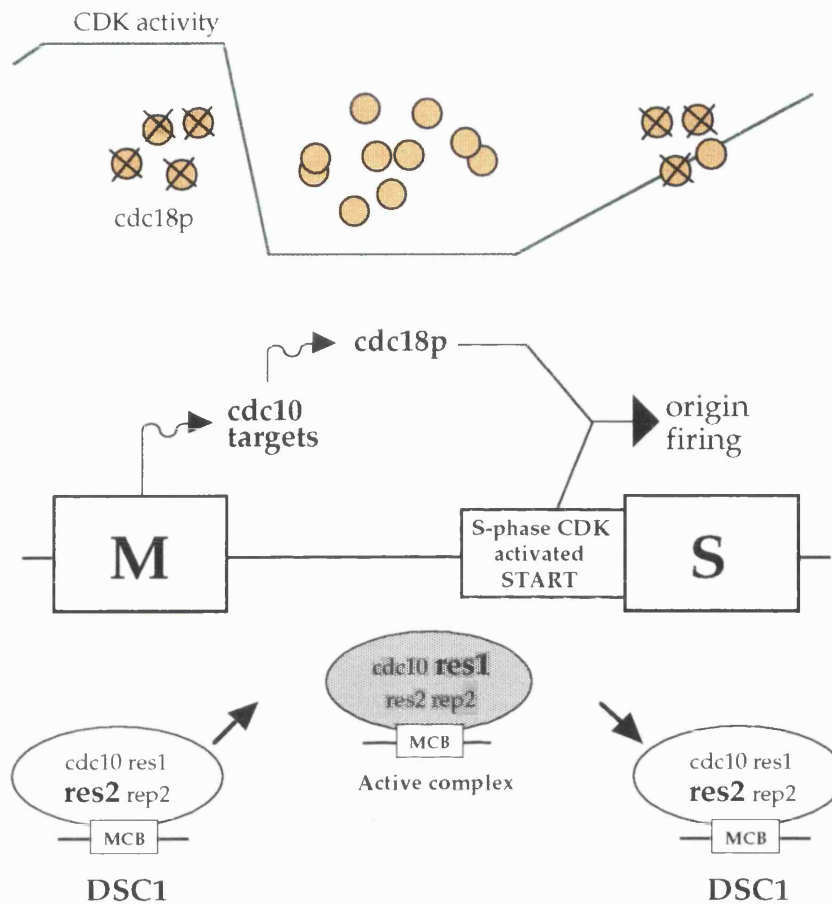 CDK activity
cdc18p
cdc18p
cdc10
targets
origin
firing
M
S-phase CDK
activated
START
S
cdc10 res1
res2 rep2
MCB
Active complex
cdc10 res1
res2 rep2
MCB
DSC1
cdc10 res1
res2 rep2
MCB
DSC1